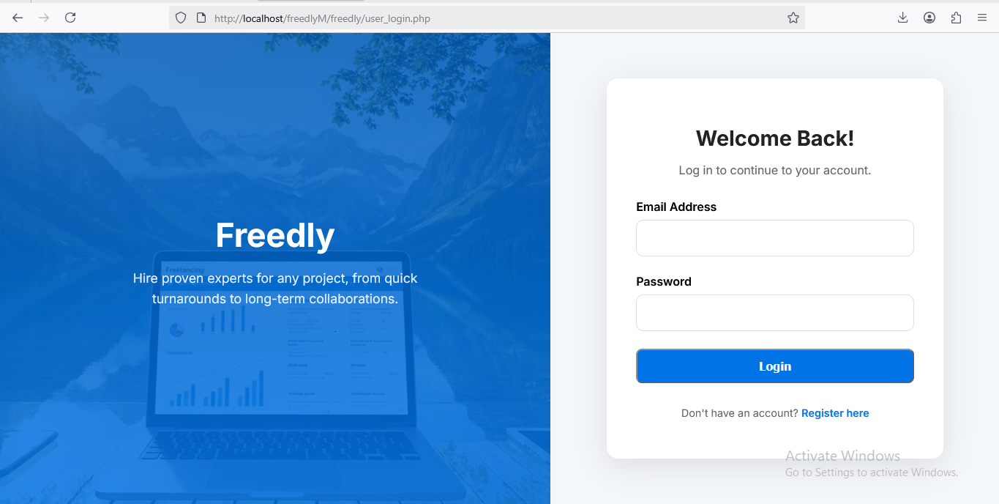 http://localhost/freedlyM/freedly/user_login.php
Freedly
Freelancing
Hire proven experts for any project, from quick
turnarounds to long-term collaborations.
Welcome Back!
Log in to continue to your account.
Email Address
Password
Login
Don't have an account? Register here
Activate Windows
Go to Settings to activate Windows.